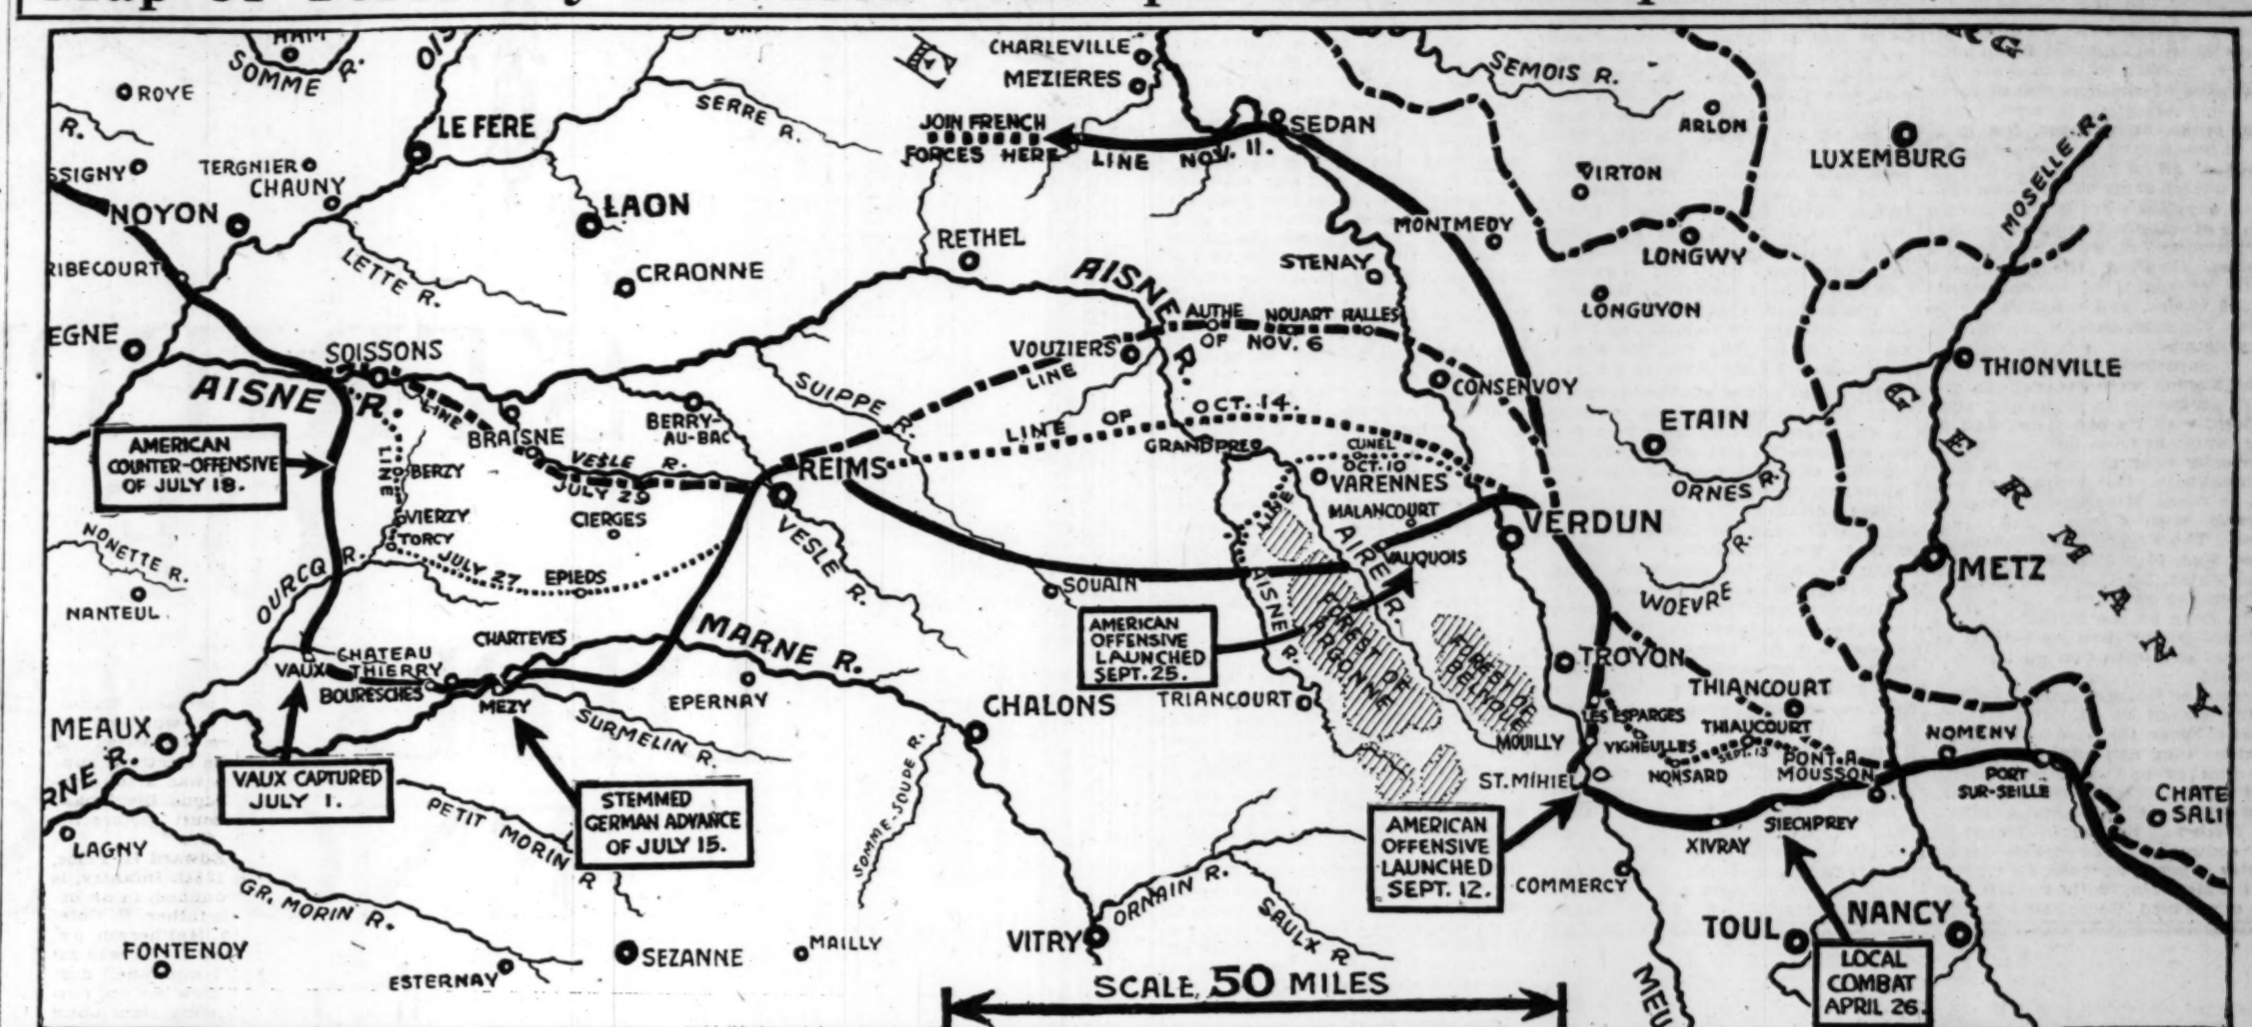 HAM
SOMME R.
ROYE
R.
SSIGNY
TERGNIER
CHAUNY
LE FERE
NOYON
RIBECOURT
LETTE R.
LAON
CRAONNE
SERRE R.
CHARLEVILLE
MEZIERES
JOIN FRENCH
FORCES HERE
LINE NOV. 11.
SEDAN
SEMOIS R.
ARLON
VIRTON
LUXEMBURG
MOSELLE R.
MONTMEDY
LONGWY
LONGUYON
STENAY
RETHEL
AISNE R.
AUTHE
NOUART
HALLES
LINE OF NOV. 6
VOUZIERS
EGNE
SOISSONS
AISNE R.
AMERICAN
COUNTER-OFFENSIVE
OF JULY 18.
LINE
BRAISNE
VESLE R.
JULY 29
BERRY-
AU-BAC
SUIPPE R.
REIMS
LINE OF OCT. 14.
GRANDPRE
CUNEL
OCT. 10
VARENNES
MALANCOURT
VAUQUOIS
CONSENVOY
ETAIN
ORNES R.
THIONVILLE
GERMANY
LINE
BERZY
VIERZY
TORCY
CIERGES
JULY 27
EPIEDS
NONETTE R.
NANTEUL
OURCQ R.
VESLE R.
SOUAIN
LINE
AIRE R.
AISNE R.
VERDUN
WOEVRE R.
METZ
AMERICAN
OFFENSIVE
LAUNCHED
SEPT. 25.
FOREST OF
ARGONNE
FOREST OF
BELNOUE
TRIANCOURT
TROYON
CHATEAU
THIERRY
VAUX
BOURESCHES
CHARTEVES
MEZY
MARNE R.
EPERNAY
SURMELIN R.
CHALONS
MEAUX
RNE R.
VAUX CAPTURED
JULY 1.
STEMMED
GERMAN ADVANCE
OF JULY 15.
PETIT MORIN R
SOMME-SOUDE R.
LES ESPARGES
THIANCOURT
THIAUCOURT
MOUILLY
VIGNEULLES
SEPT. 13
NONSARD
PONT-A
MOUSSON
NOMENV
PORT
SUR-SEILLE
CHATE
SALI
ST. MIHIEL
SIECHPREY
XIVRAY
AMERICAN
OFFENSIVE
LAUNCHED
SEPT. 12.
COMMERCY
LAGNY
GR. MORIN R.
FONTENOY
ESTERNAY
SEZANNE
MAILLY
VITRY
ORNAIN R.
SAULX R
TOUL
NANCY
LOCAL
COMBAT
APRIL 26.
MEU
SCALE, 50 MILES